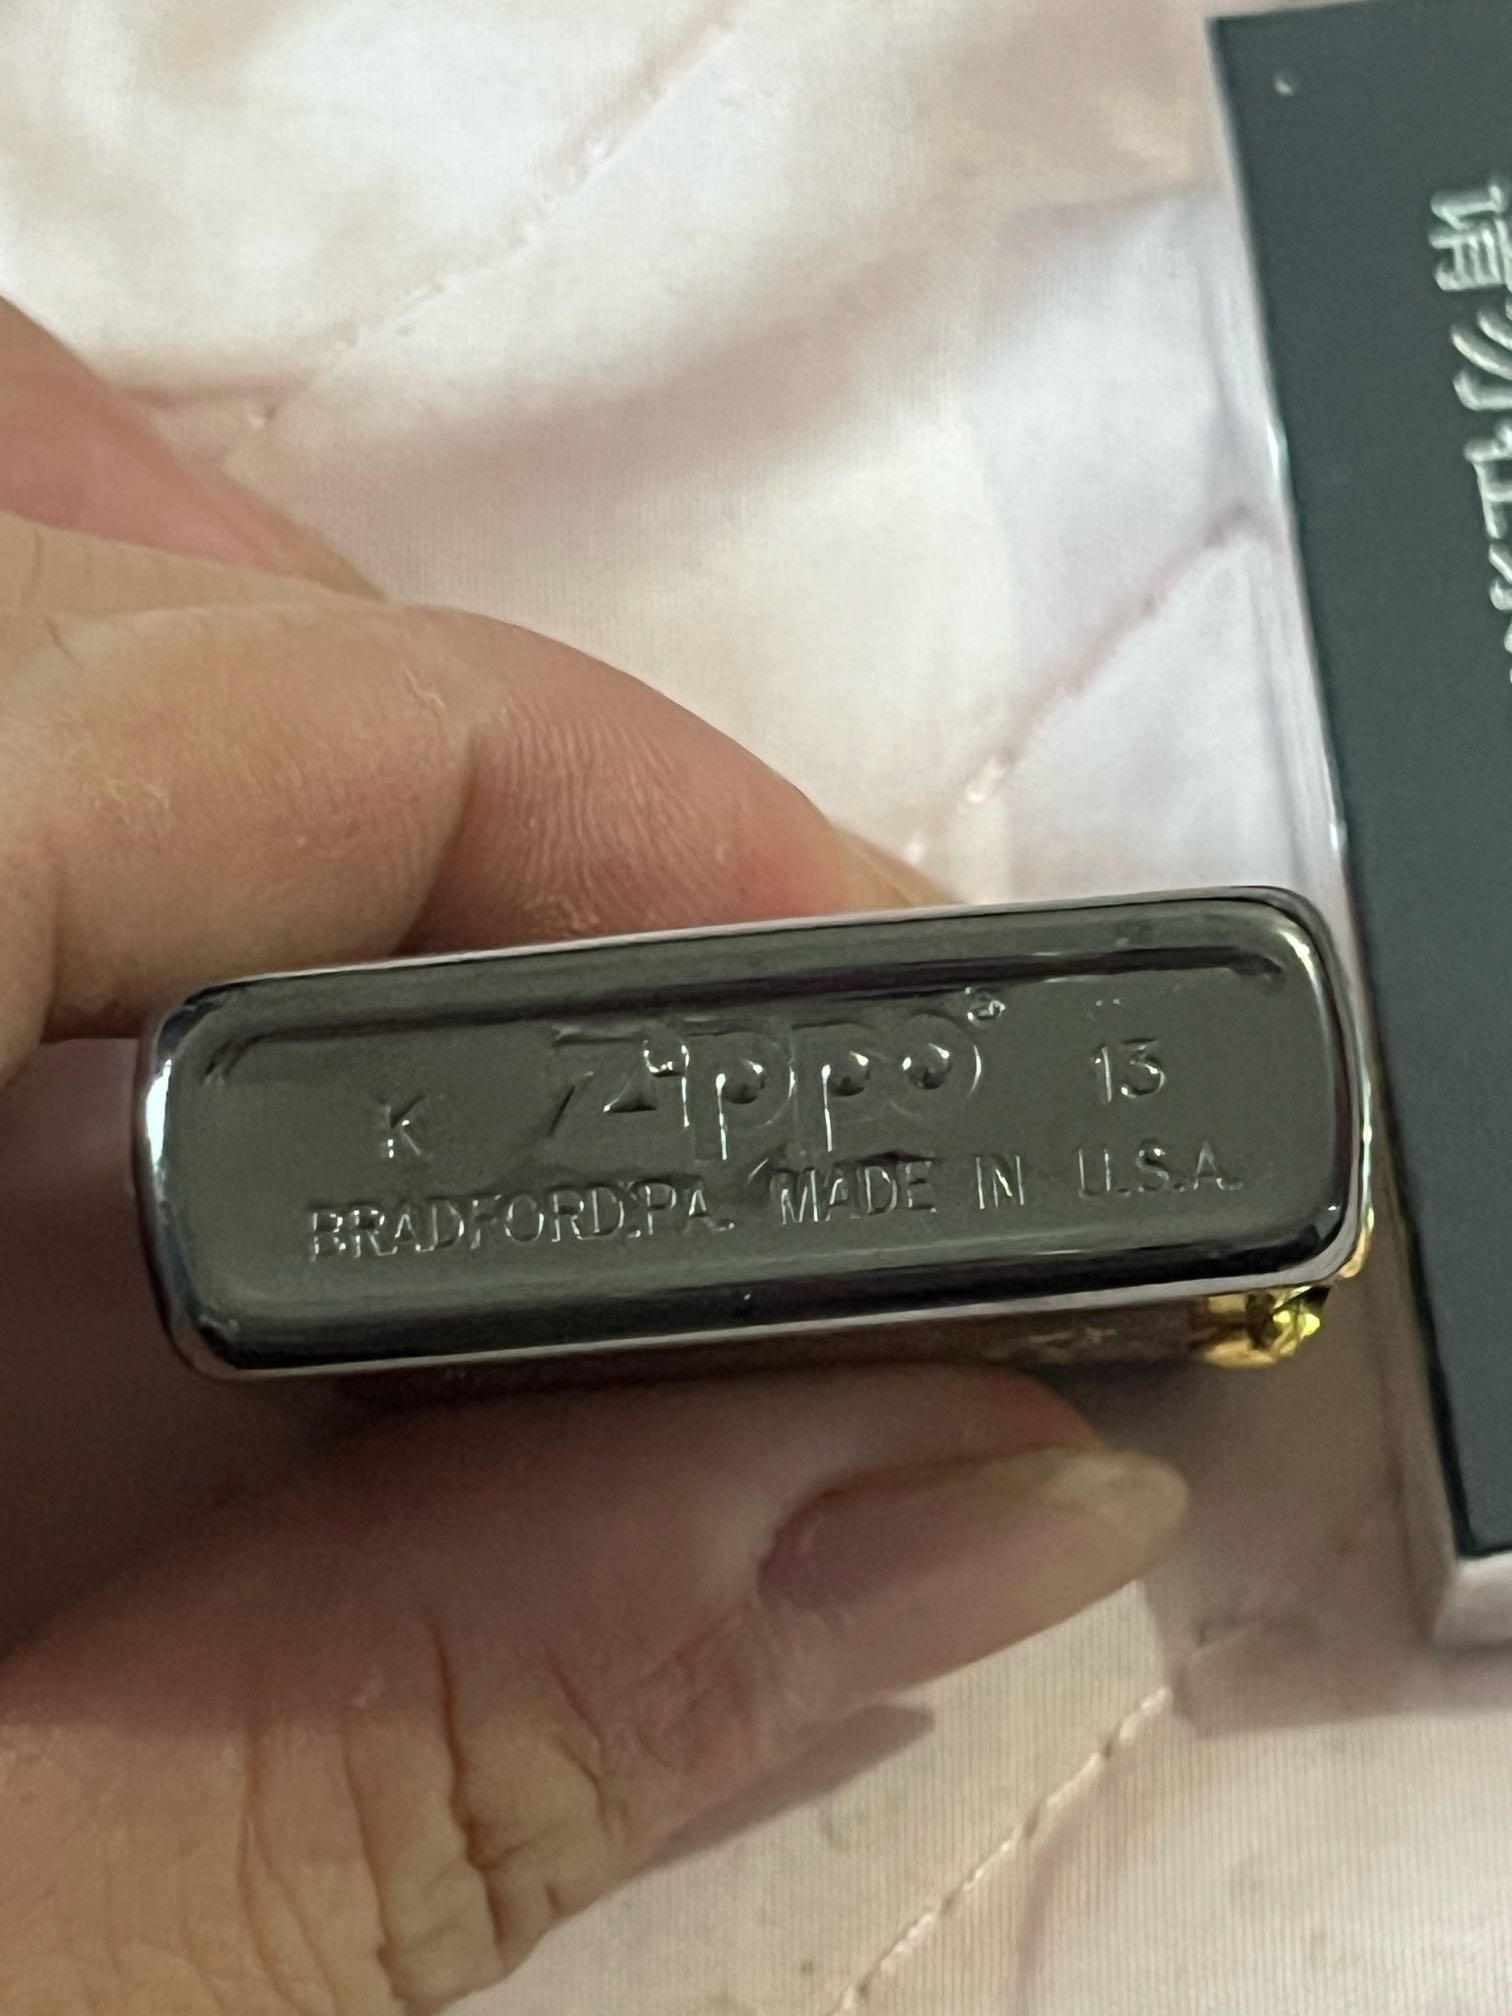 K Zippo® 13
BRADFORD,PA. MADE IN U.S.A.